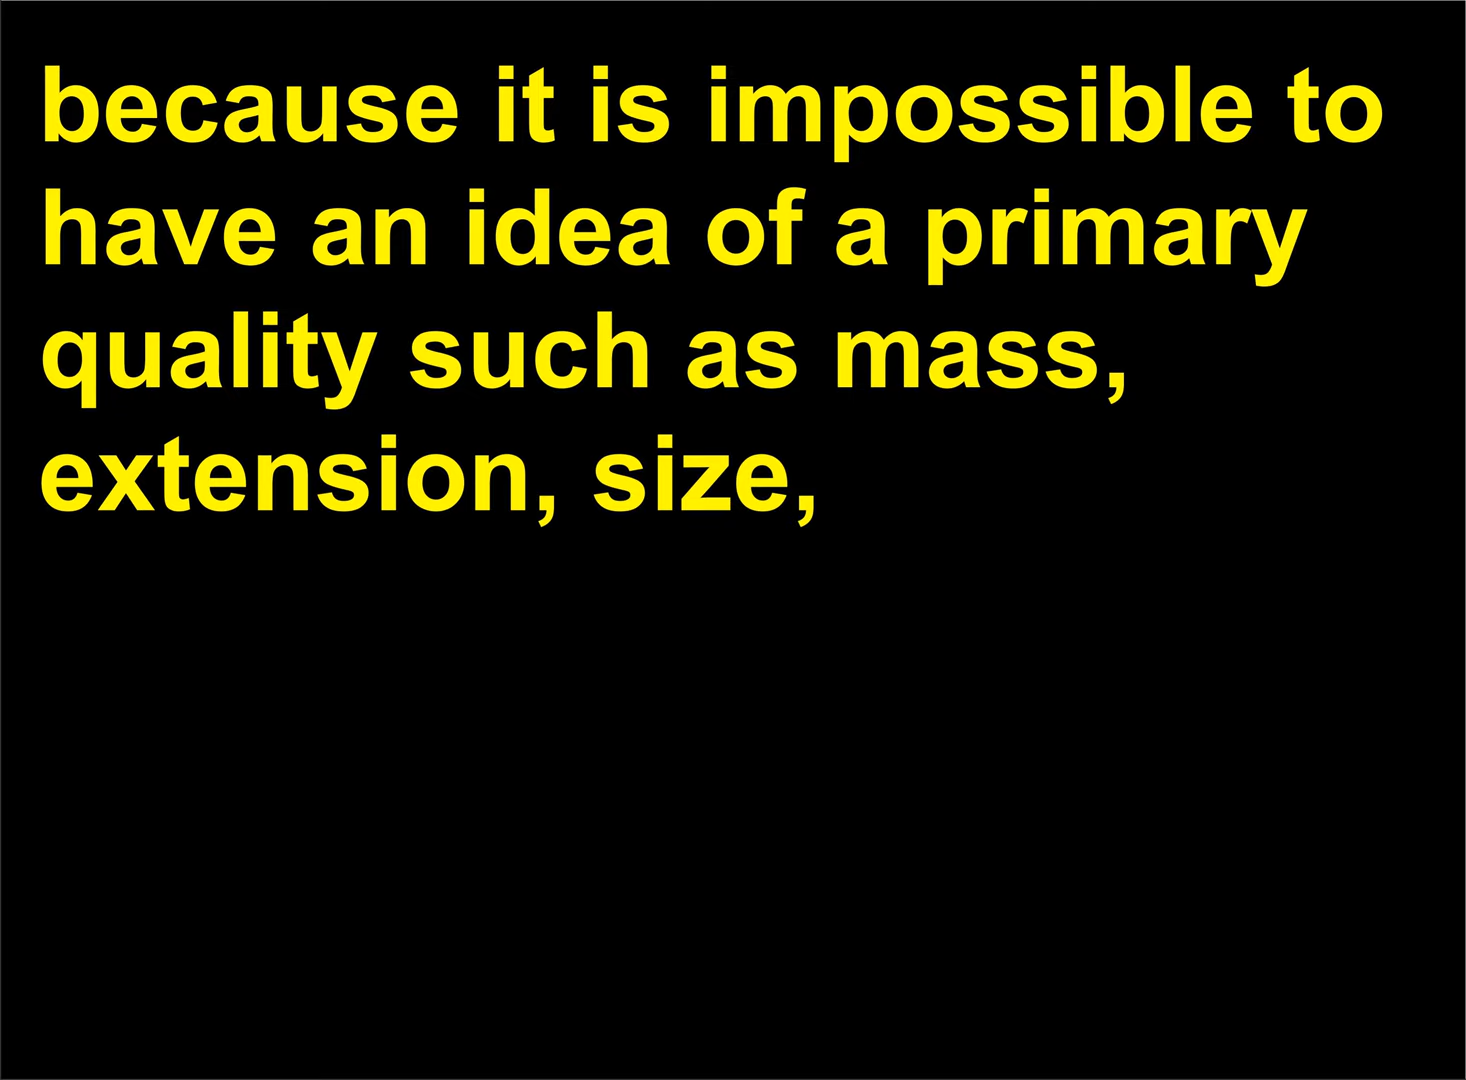 because it is impossible to
have an idea of a primary
quality such as mass,
extension, size,